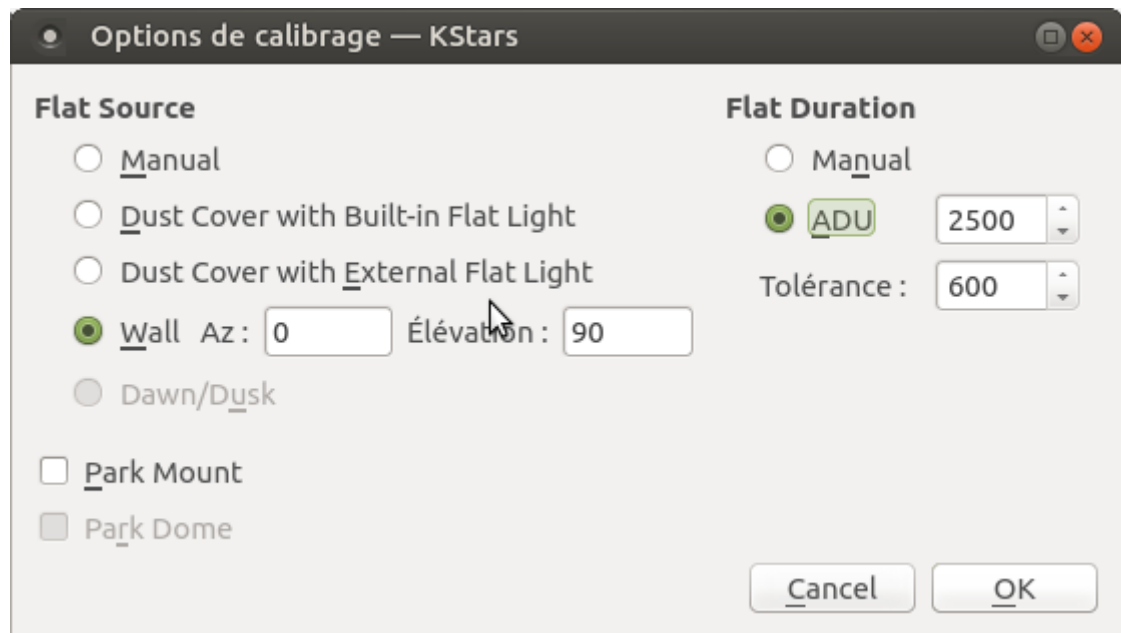 Options de calibrage — KStars
Flat Source
Manual
Dust Cover with Built-in Flat Light
Dust Cover with External Flat Light
Wall Az : 0 Élévation : 90
Dawn/Dusk
Park Mount
Park Dome
Flat Duration
Manual
ADU 2500
Tolérance : 600
Cancel OK